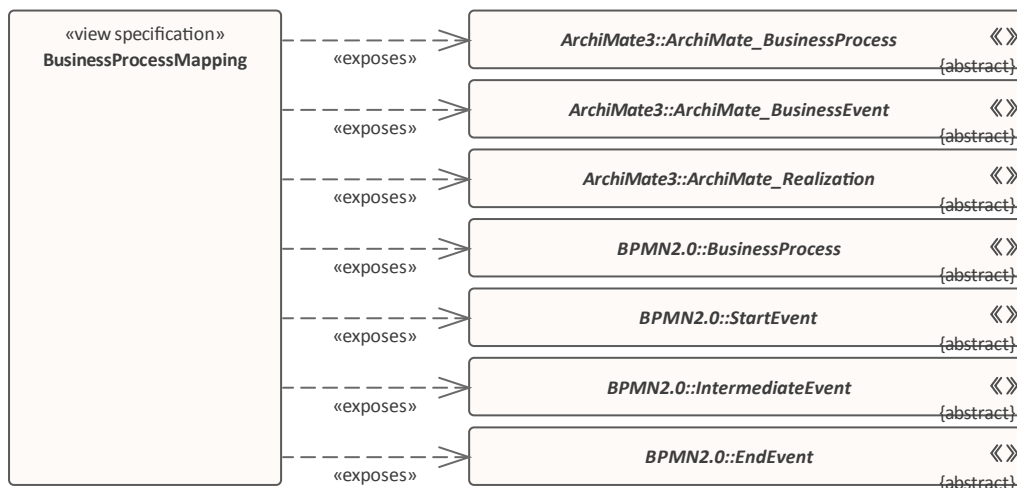 «view specification»
BusinessProcessMapping
«exposes»
ArchiMate3::ArchiMate_BusinessProcess
«»
{abstract}
«exposes»
ArchiMate3::ArchiMate_BusinessEvent
«»
{abstract}
«exposes»
ArchiMate3::ArchiMate_Realization
«»
{abstract}
«exposes»
BPMN2.0::BusinessProcess
«»
{abstract}
«exposes»
BPMN2.0::StartEvent
«»
{abstract}
«exposes»
BPMN2.0::IntermediateEvent
«»
{abstract}
«exposes»
BPMN2.0::EndEvent
«»
{abstract}